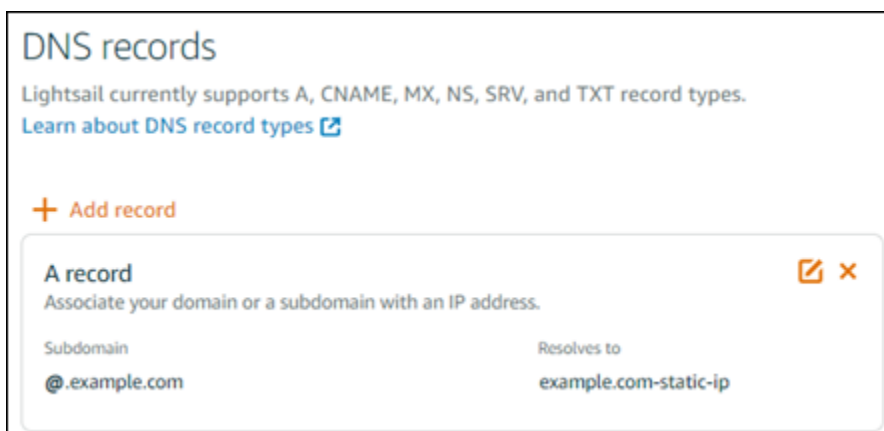 DNS records
Lightsail currently supports A, CNAME, MX, NS, SRV, and TXT record types.
Learn about DNS record types
Add record
A record
Associate your domain or a subdomain with an IP address.
Subdomain Resolves to
@.example.com example.com-static-ip